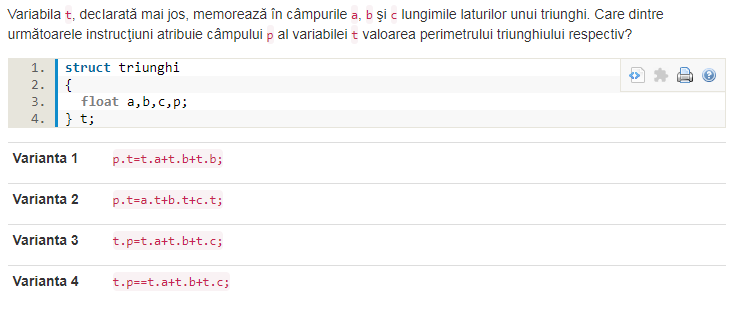 Variabila t, declarată mai jos, memorează în câmpurile a, b și c lungimile laturilor unui triunghi. Care dintre
următoarele instrucţiuni atribuie câmpului p al variabilei t valoarea perimetrului triunghiului respectiv?
1. struct triunghi
2. {
3. float a,b,c,p;
4. } t;
Varianta 1 p.t=t.a+t.b+t.b;
Varianta 2 p.t=a.t+b.t+c.t;
Varianta 3 t.p=t.a+t.b+t.c;
Varianta 4 t.p==t.a+t.b+t.c;